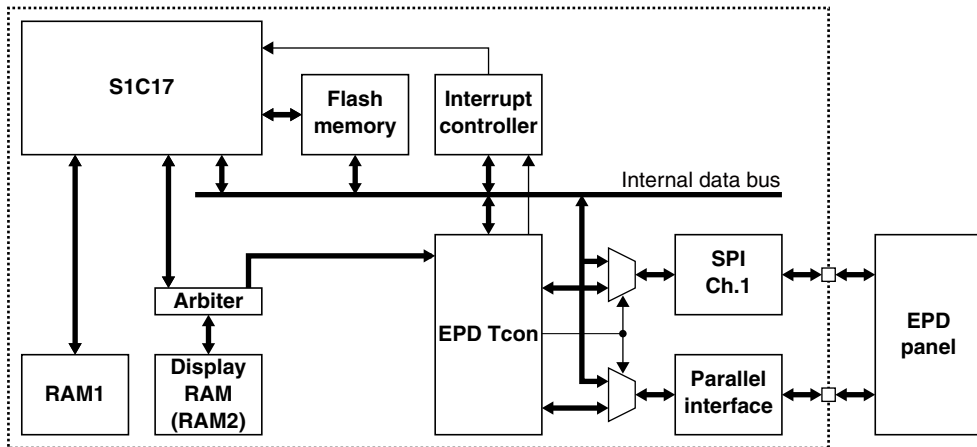 S1C17
Flash
memory
Interrupt
controller
Internal data bus
SPI
Ch.1
Arbiter
EPD Tcon
EPD
panel
RAM1
Display
RAM
(RAM2)
Parallel
interface